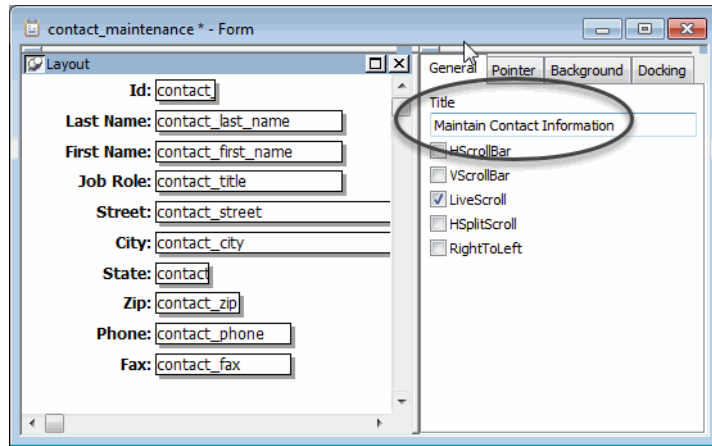 contact_maintenance * - Form
Layout
Id: contact_
Last Name: contact_last_name
First Name: contact_first_name
Job Role: contact_title
Street: contact_street
City: contact_city
State: contact
Zip: contact_zip
Phone: contact_phone
Fax: contact_fax
General Pointer Background Docking
Title
Maintain Contact Information
HScrollBar
VScrollBar
LiveScroll
HSplitScroll
RightToLeft